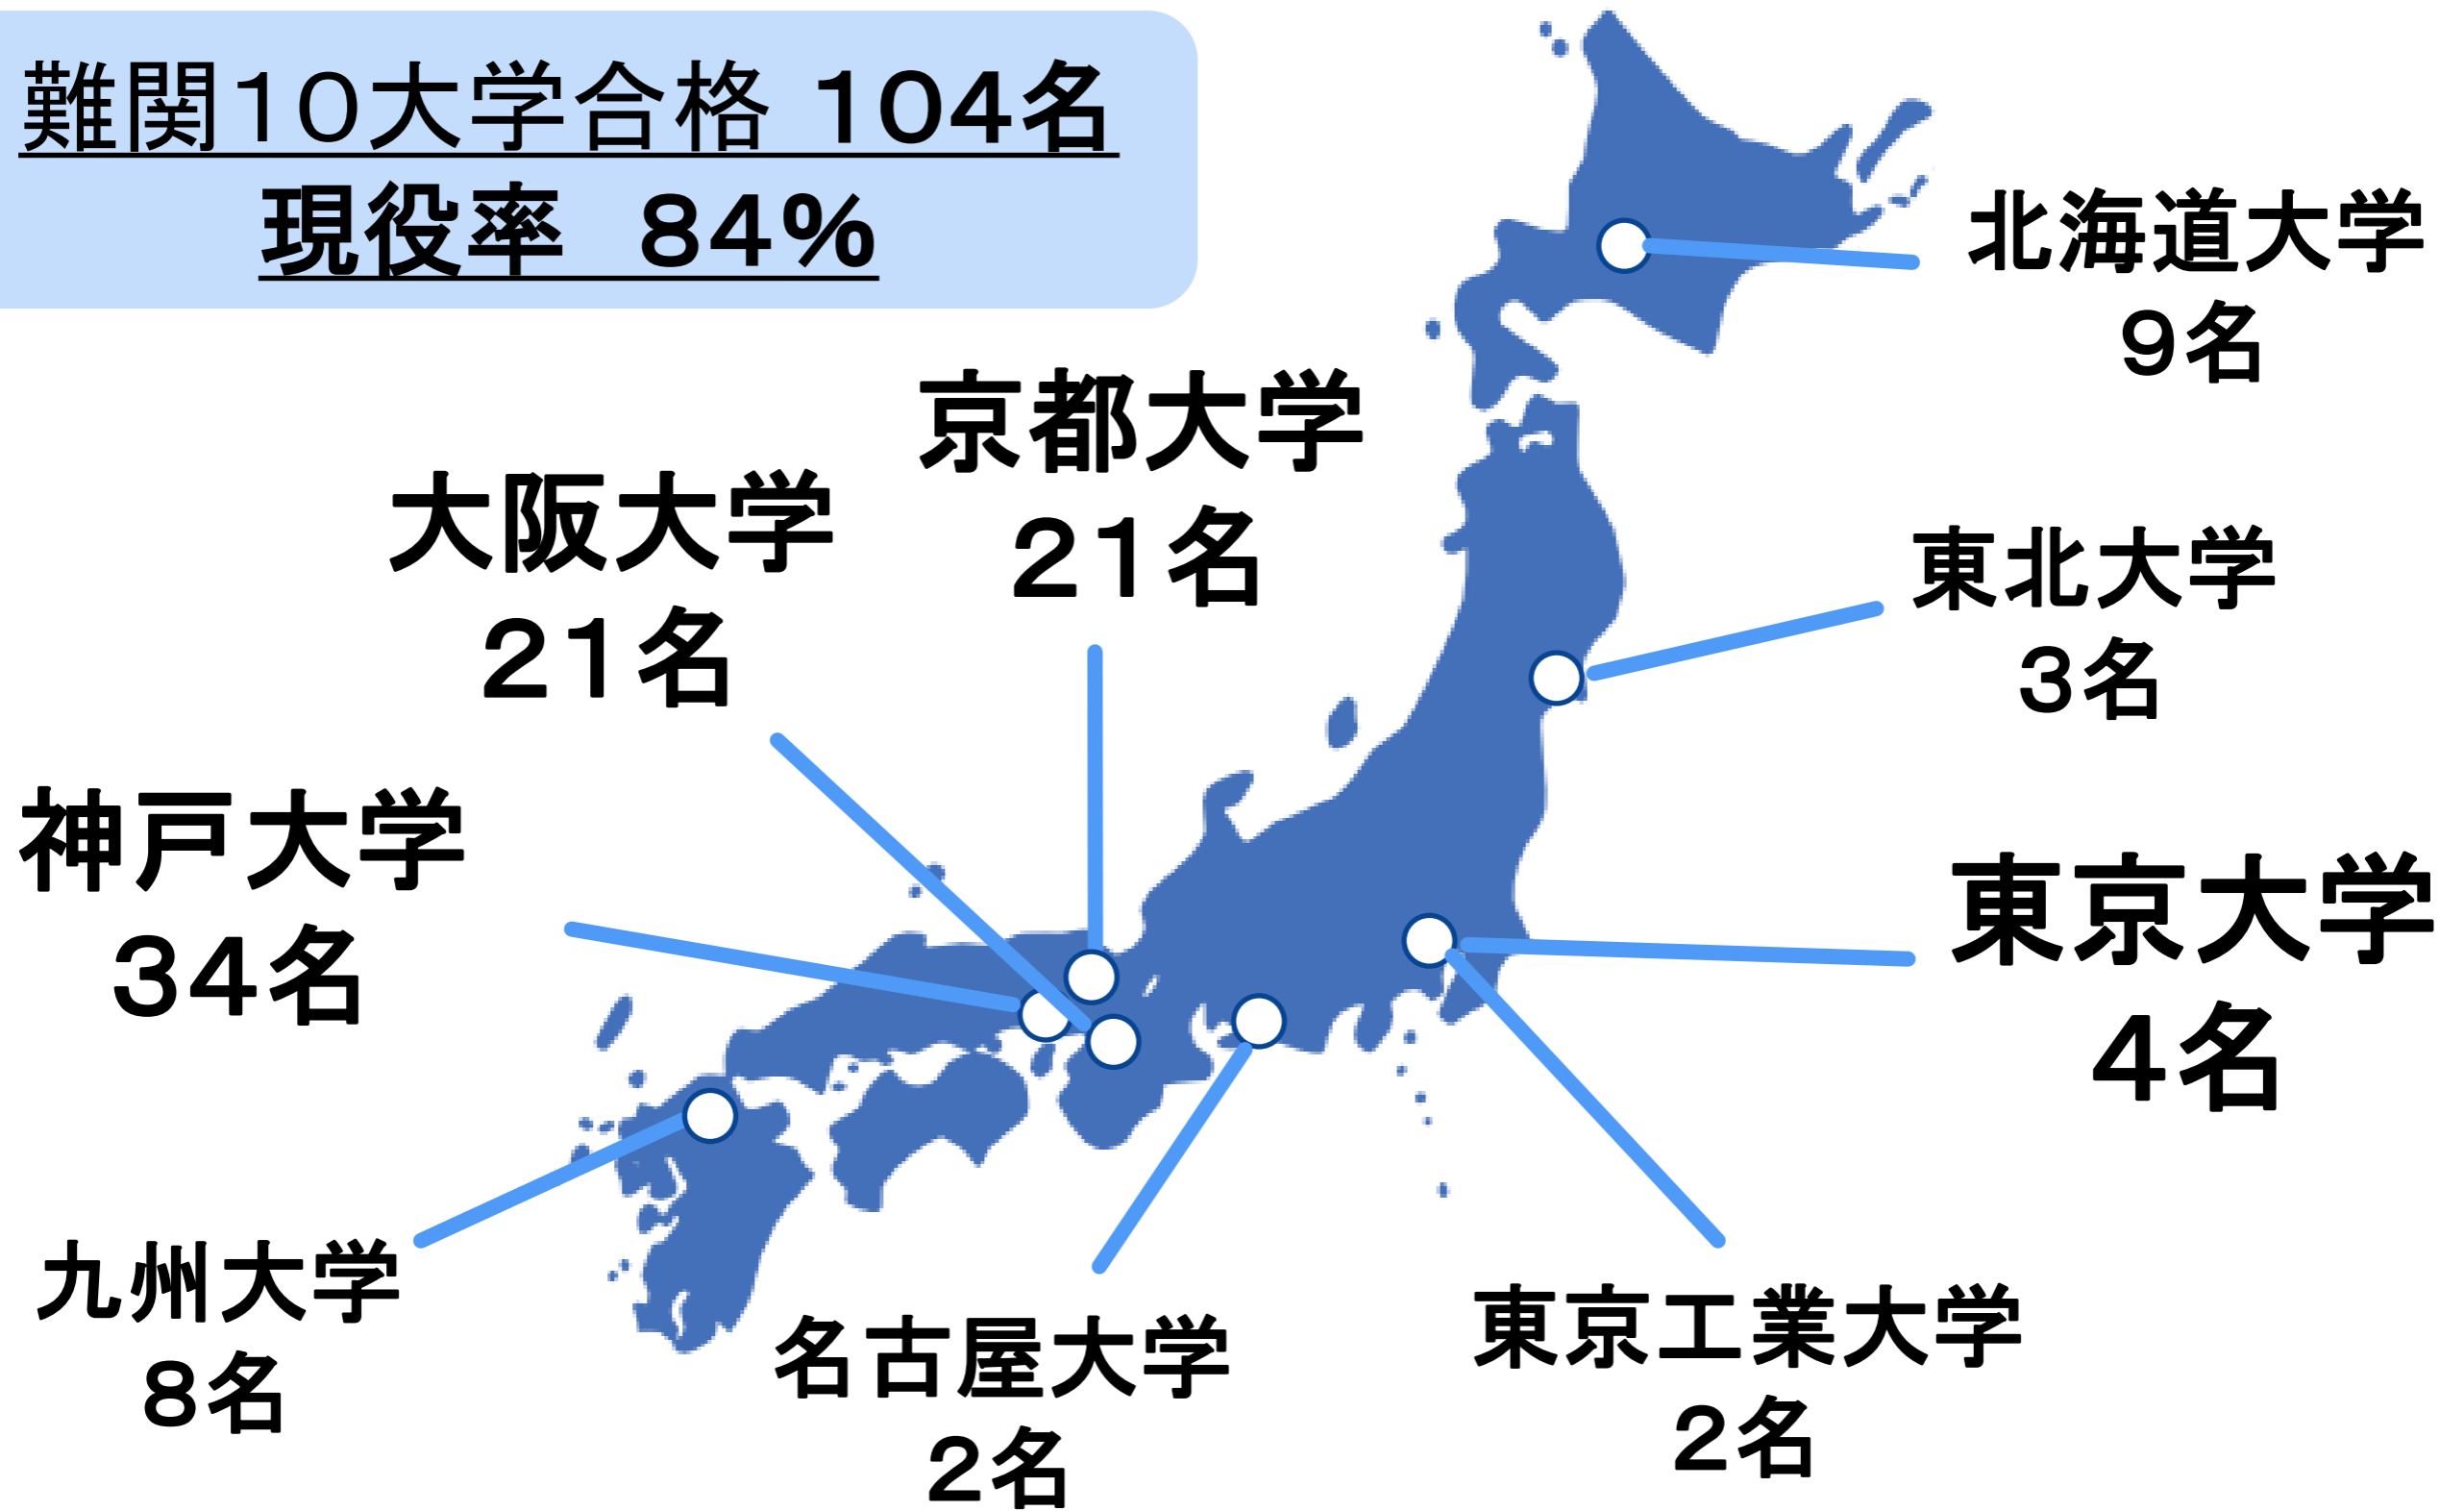 難関10大学合格 104名
現役率 84%
北海道大学
9名
京都大学
21名
大阪大学
21名
東北大学
3名
神戸大学
34名
東京大学
4名
九州大学
8名
名古屋大学
2名
東京工業大学
2名